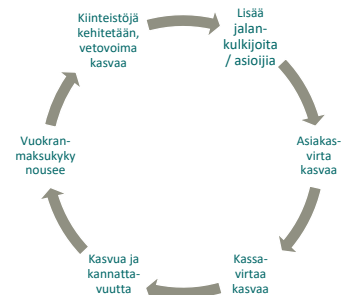 Kiinteistöjä
kehitetään,
vetovoima
kasvaa
Lisää
jalan-
kulkijoita
/ asioijia
Asiakas-
virta
kasvaa
Kassa-
virtaa
kasvaa
Kasvua ja
kannatta-
vuutta
Vuokran-
maksukyky
nousee